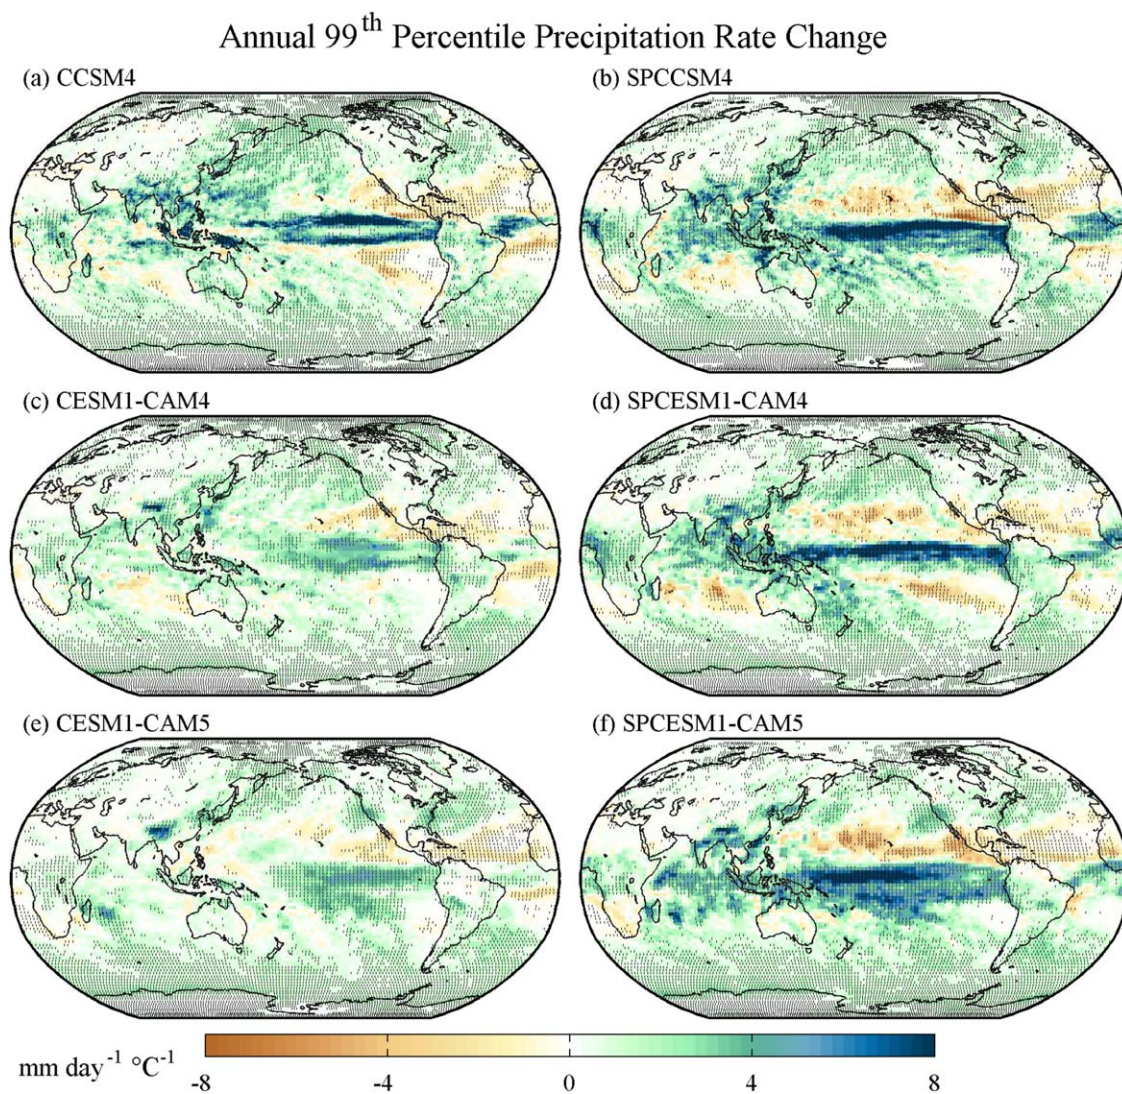 Annual 99th Percentile Precipitation Rate Change
(a) CCSM4
(b) SPCCSM4
(c) CESM1-CAM4
(d) SPCESM1-CAM4
(e) CESM1-CAM5
(f) SPCESM1-CAM5
mm day-1 °C-1
-8 -4 0 4 8